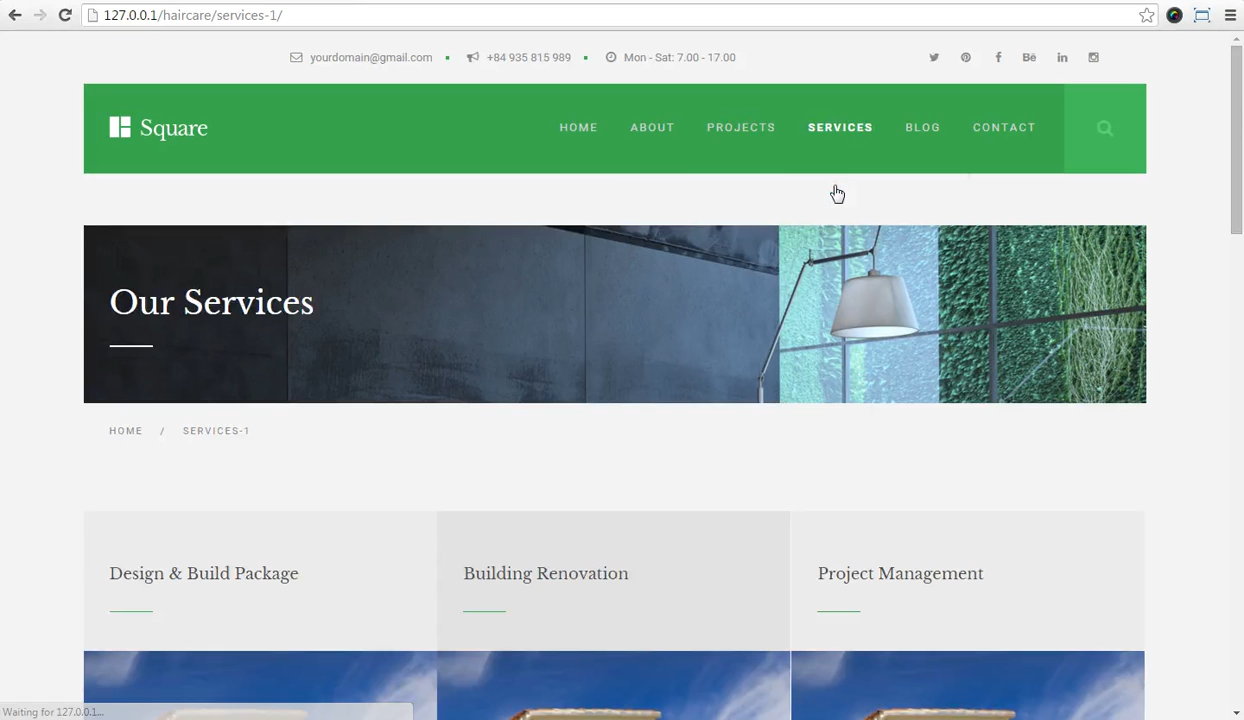 127.0.0.1/haircare/services-1/
yourdomain@gmail.com +84 935 815 989 Mon - Sat: 7.00 - 17.00
Bē
Square HOME ABOUT PROJECTS SERVICES BLOG CONTACT
Our Services
HOME / SERVICES-1
Design & Build Package Building Renovation Project Management
Waiting for 127.0.0.1...